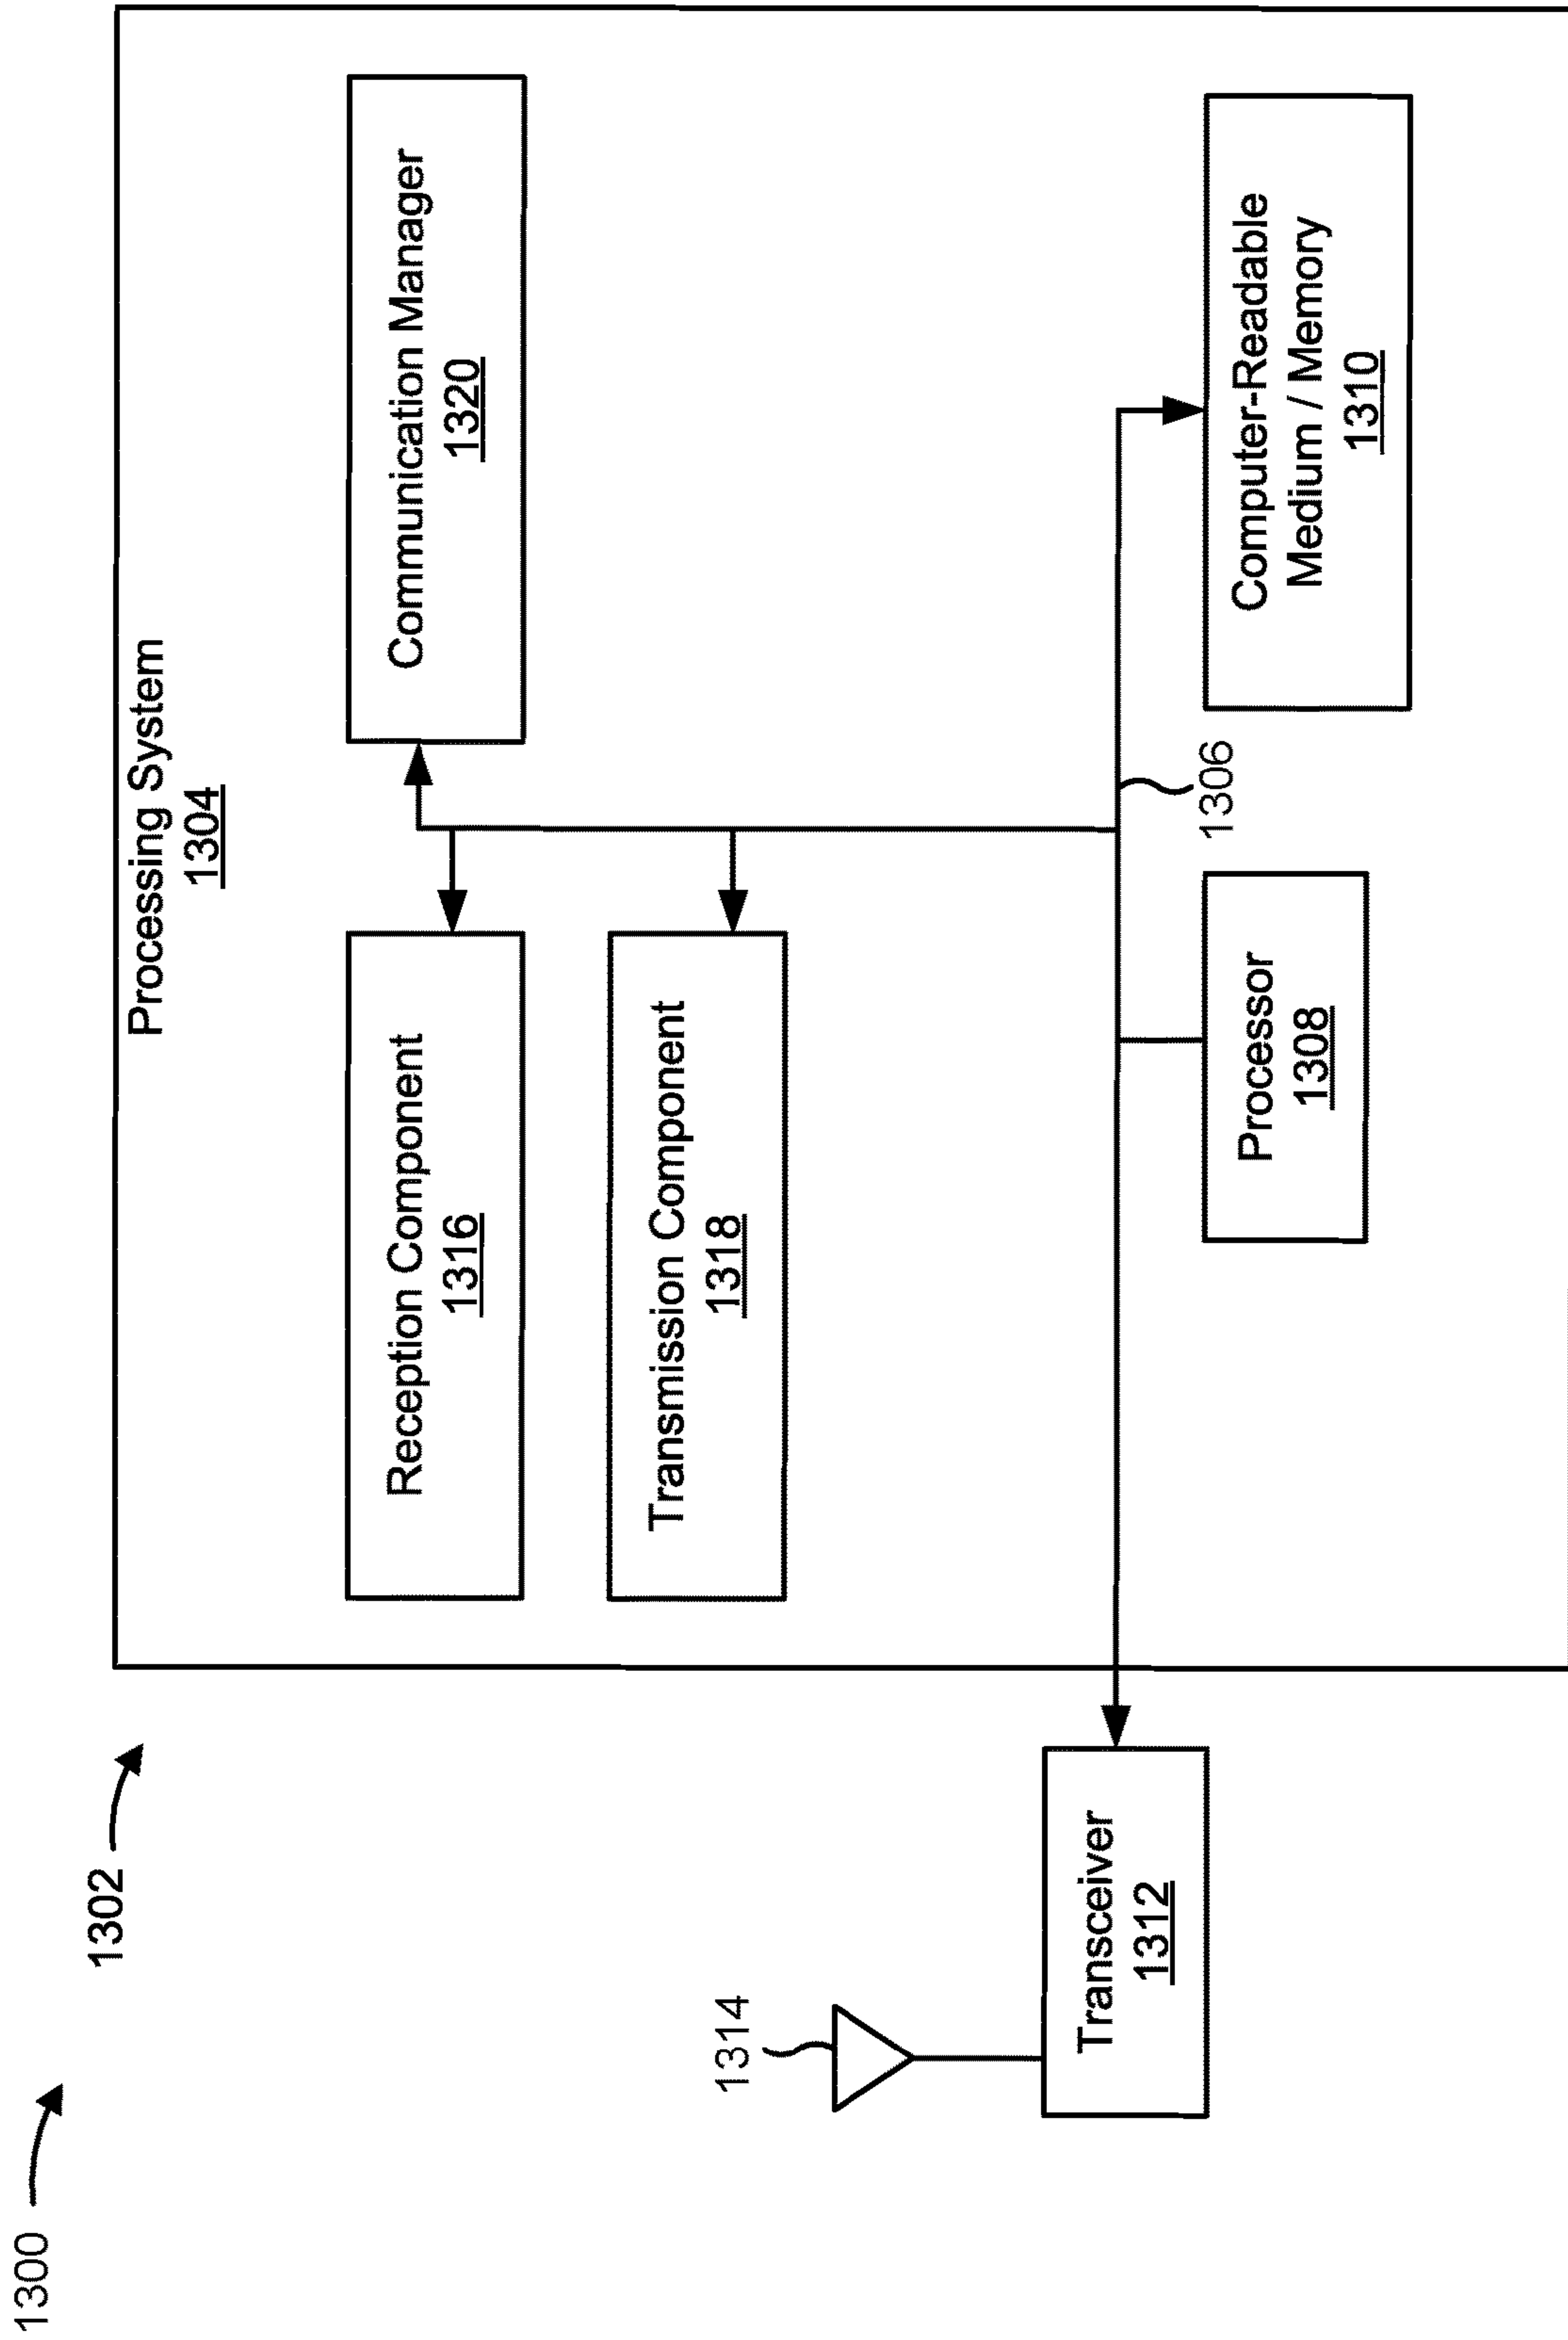 1300
1302
Processing System
1304
Reception Component
1316
Communication Manager
1320
Transmission Component
1318
1314
Transceiver
1312
Processor
1308
1306
Computer-Readable
Medium / Memory
1310